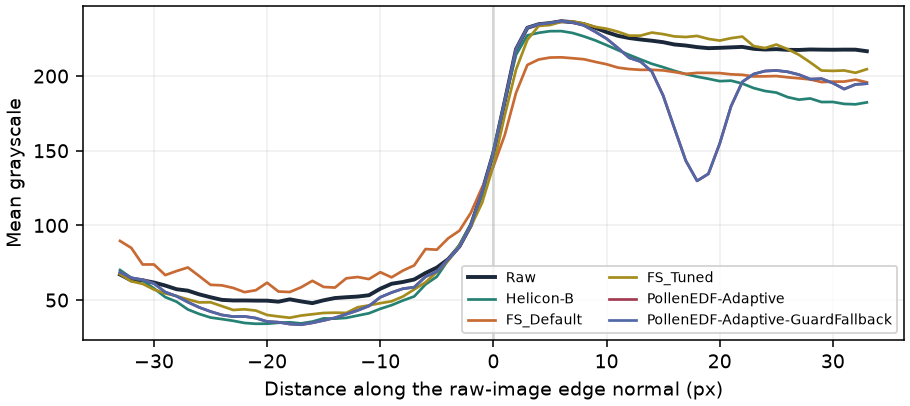 Mean grayscale
200
150
100
50
Raw
Helicon-B
FS_Default
FS_Tuned
PollenEDF-Adaptive
PollenEDF-Adaptive-GuardFallback
−30
−20
−10
0
10
20
30
Distance along the raw-image edge normal (px)